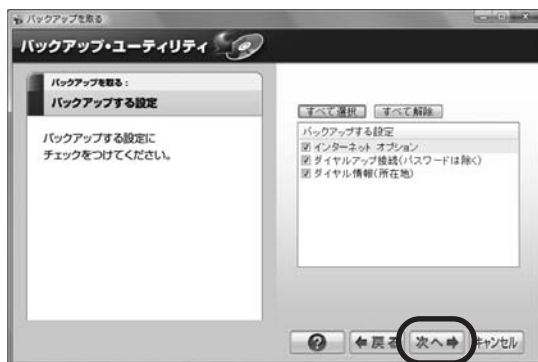 バックアップを取る
バックアップ・ユーティリティ
バックアップを取る：
バックアップする設定
バックアップする設定に
チェックをつけてください。
すべて選択 すべて解除
バックアップする設定
インターネット オプション
ダイヤルアップ接続(パスワードは除く)
ダイヤル情報(所在地)
? 戻る 次へ キャンセル